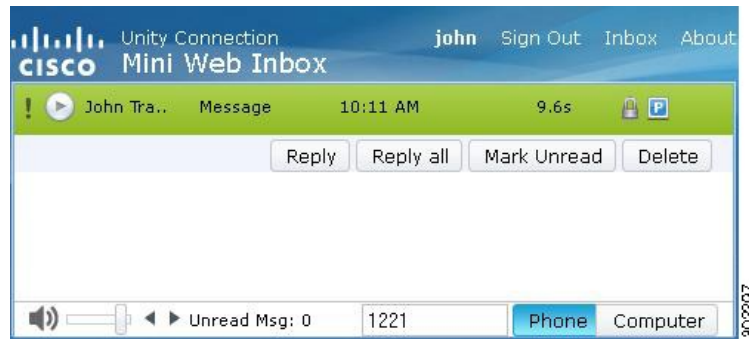 Unity Connection
cisco Mini Web Inbox
john Sign Out Inbox About
! John Tra.. Message 10:11 AM 9.6s P
Reply Reply all Mark Unread Delete
Unread Msg: 0 1221 Phone Computer